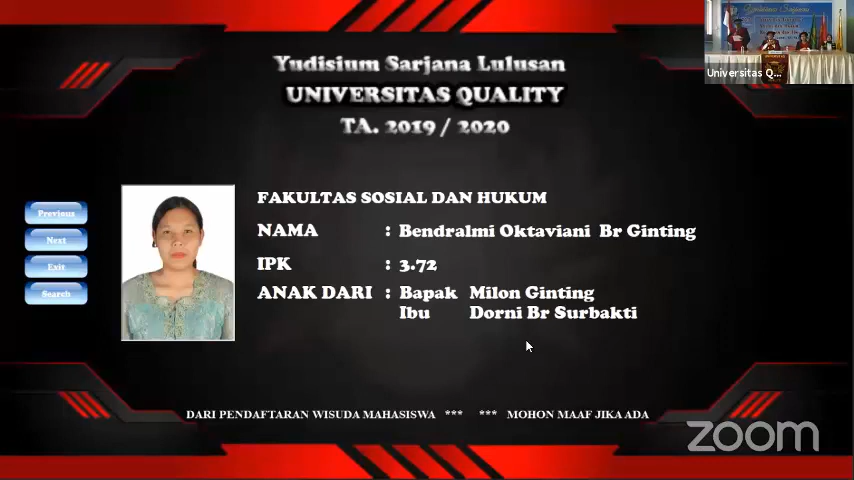 Yudisium Sarjana Lulusan
UNIVERSITAS QUALITY
TA. 2019 / 2020
Universitas Q...
Previous
Next
Exit
Search
FAKULTAS SOSIAL DAN HUKUM
NAMA : Bendralmi Oktaviani Br Ginting
IPK : 3.72
ANAK DARI : Bapak Milon Ginting
Ibu Dorni Br Surbakti
DARI PENDAFTARAN WISUDA MAHASISWA *** *** MOHON MAAF JIKA ADA
zoom